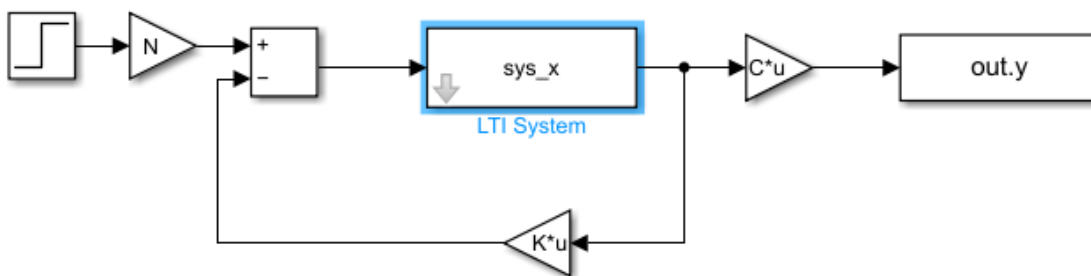 N
+
−
sys_x
C*u
out.y
LTI System
K*u